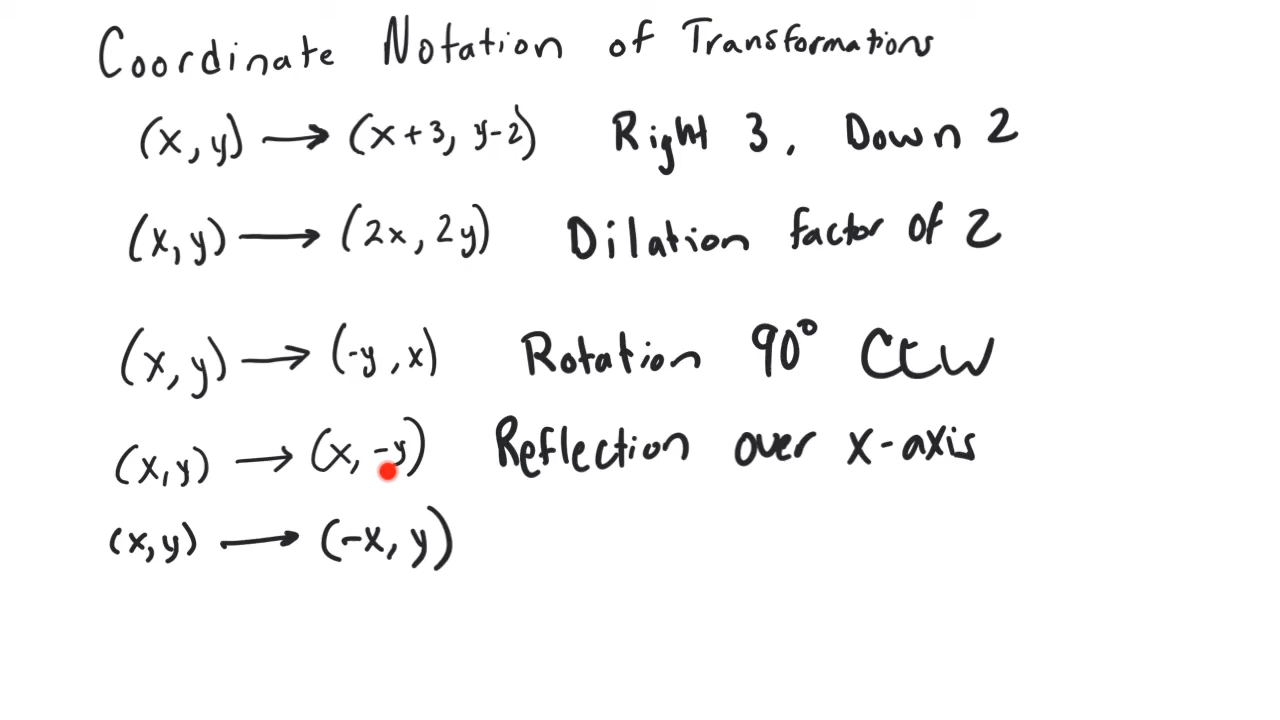 Coordinate Notation of Transformations
(x, y) → (x+3, y-2) Right 3, Down 2
(x, y) → (2x, 2y) Dilation factor of 2
(x, y) → (-y, x) Rotation 90° CCW
(x, y) → (x, -y) Reflection over x-axis
(x, y) → (-x, y)